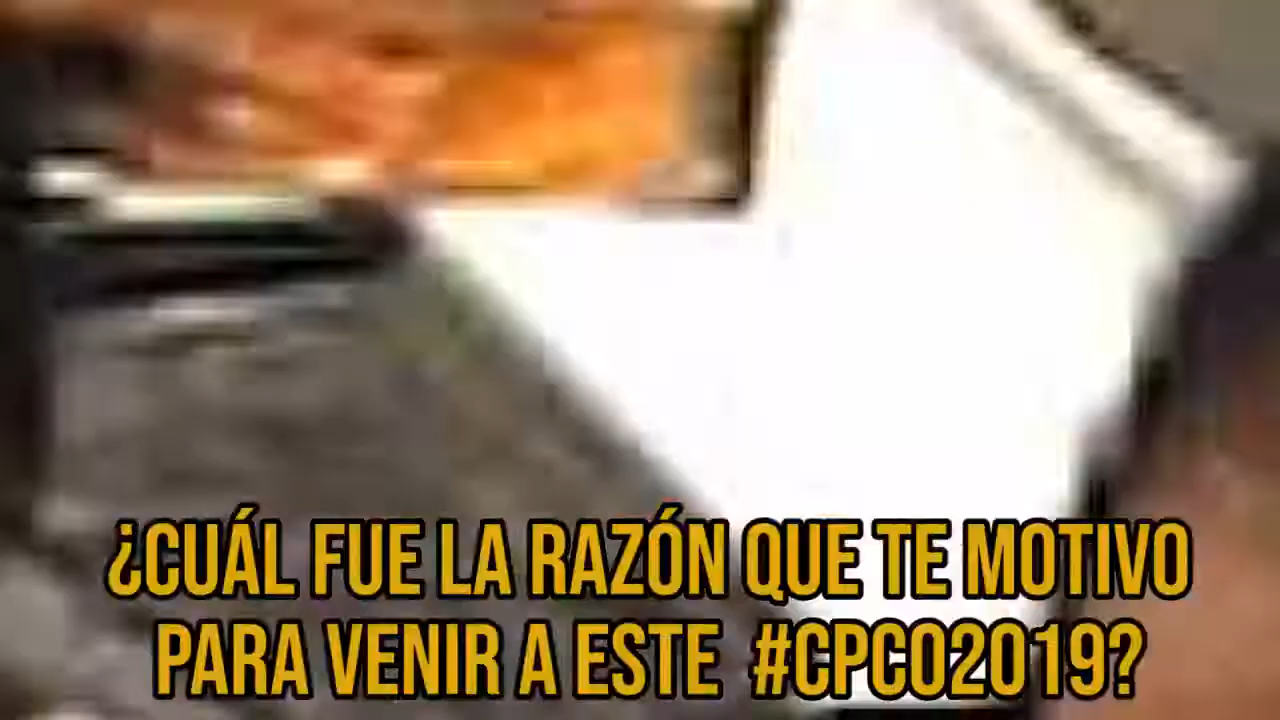 ¿CUÁL FUE LA RAZÓN QUE TE MOTIVO
PARA VENIR A ESTE #CPCO2019?